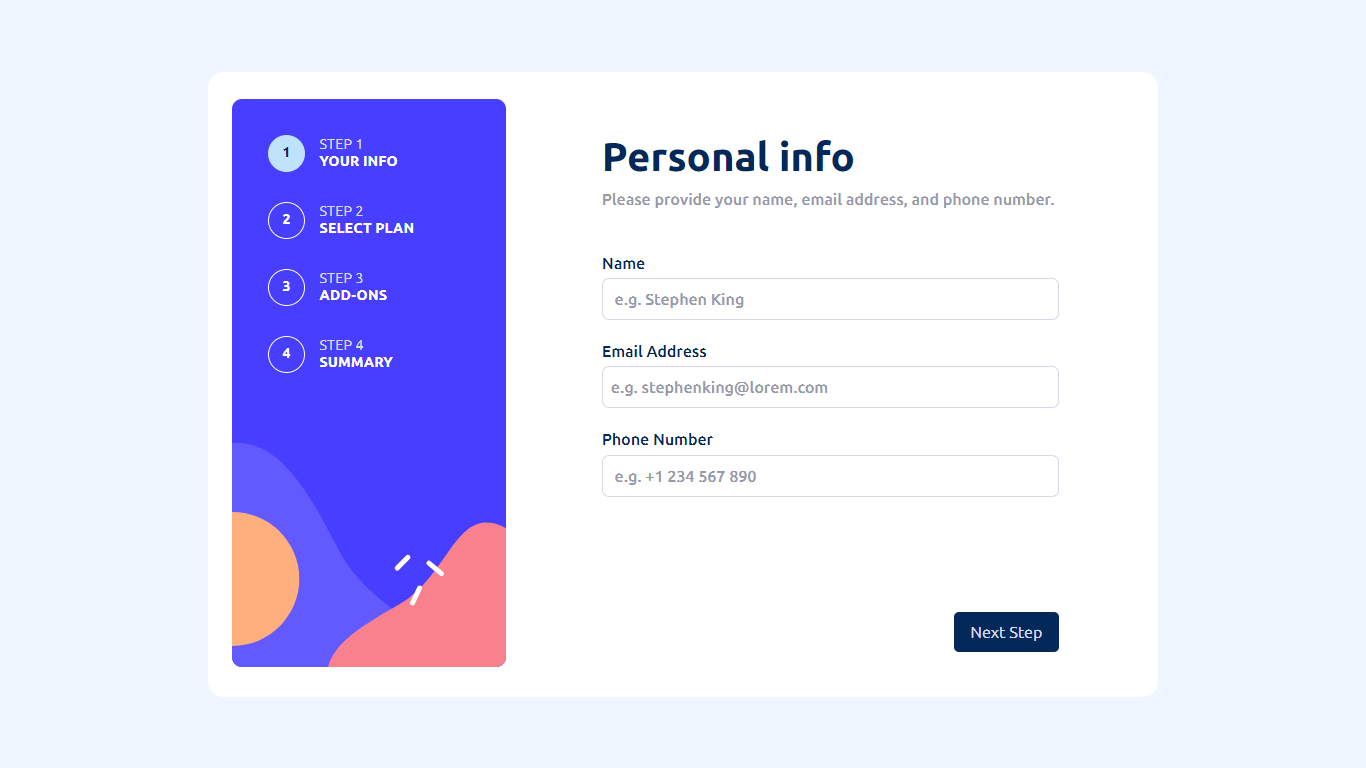 1
STEP 1
YOUR INFO
2
STEP 2
SELECT PLAN
3
STEP 3
ADD-ONS
4
STEP 4
SUMMARY
Personal info
Please provide your name, email address, and phone number.
Name
e.g. Stephen King
Email Address
e.g. stephenking@lorem.com
Phone Number
e.g. +1 234 567 890
Next Step